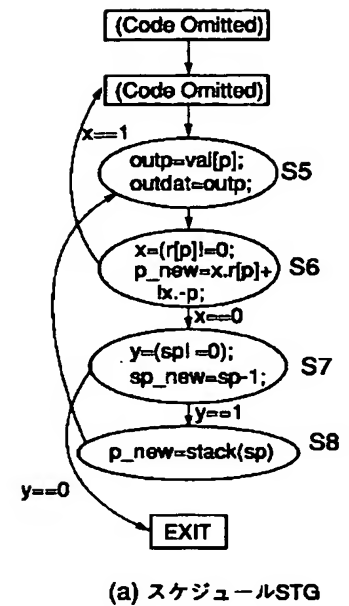 (Code Omitted)
(Code Omitted)
x==1
outp=val[p];
outdat=outp;
S5
x=(r[p]!=0;
p_new=x.r[p]+
!x.-p;
S6
x==0
y=(sp!=0);
sp_new=sp-1;
S7
y==1
p_new=stack(sp)
S8
y==0
EXIT
(a) スケジュールSTG